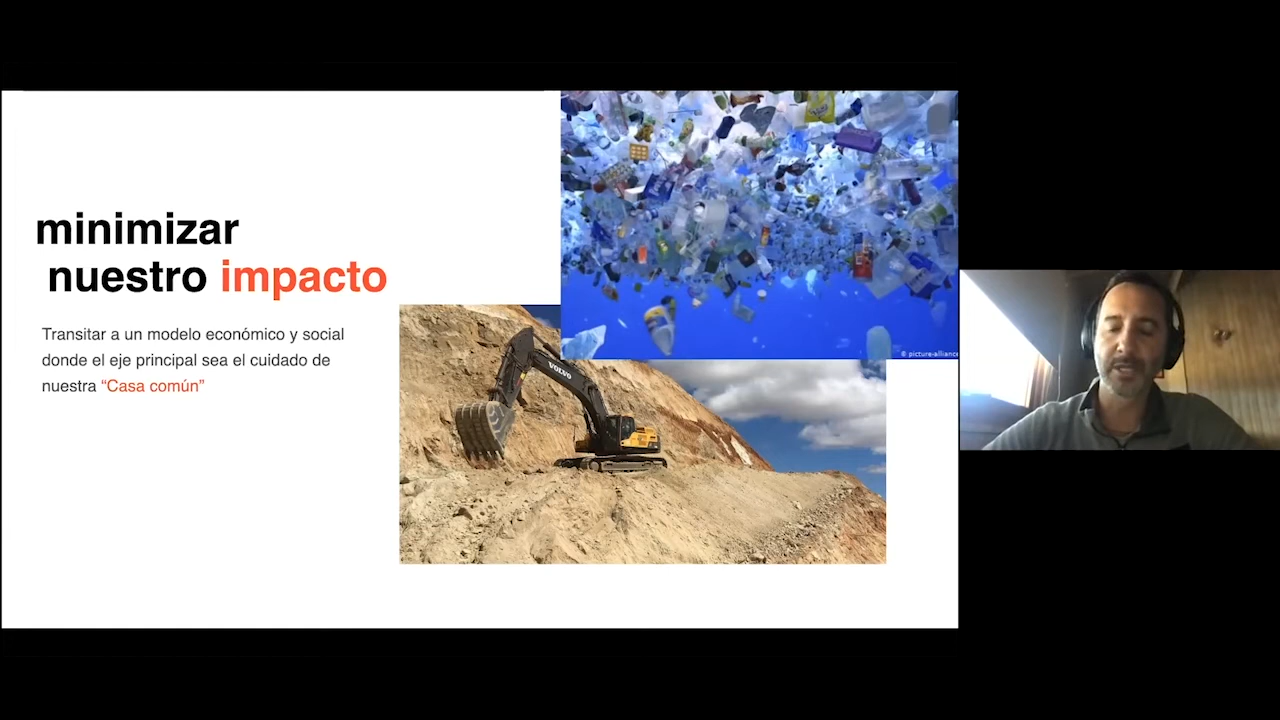 minimizar
nuestro impacto
Transitar a un modelo económico y social
donde el eje principal sea el cuidado de
nuestra “Casa común”
© picture-alliance
VOLVO